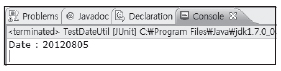 Problems @ Javadoc Declaration Console
<terminated> TestDateUtil [JUnit] C:\Program Files\Java\jdk1.7.0_0
Date : 20120805